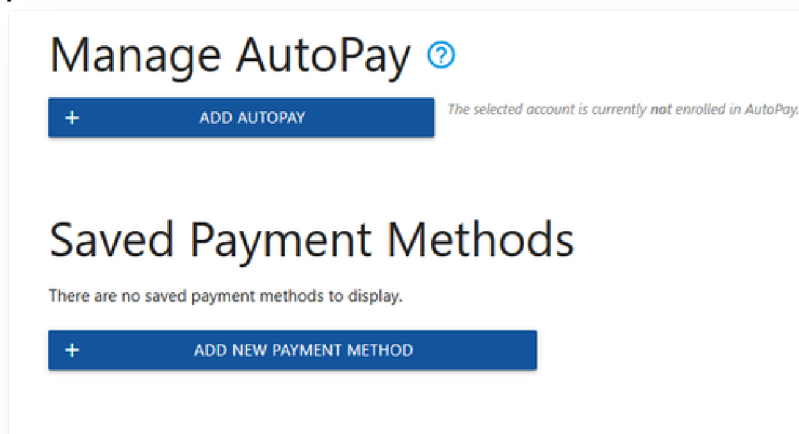 Manage AutoPay ?
+ ADD AUTOPAY
The selected account is currently not enrolled in AutoPay.
Saved Payment Methods
There are no saved payment methods to display.
+ ADD NEW PAYMENT METHOD